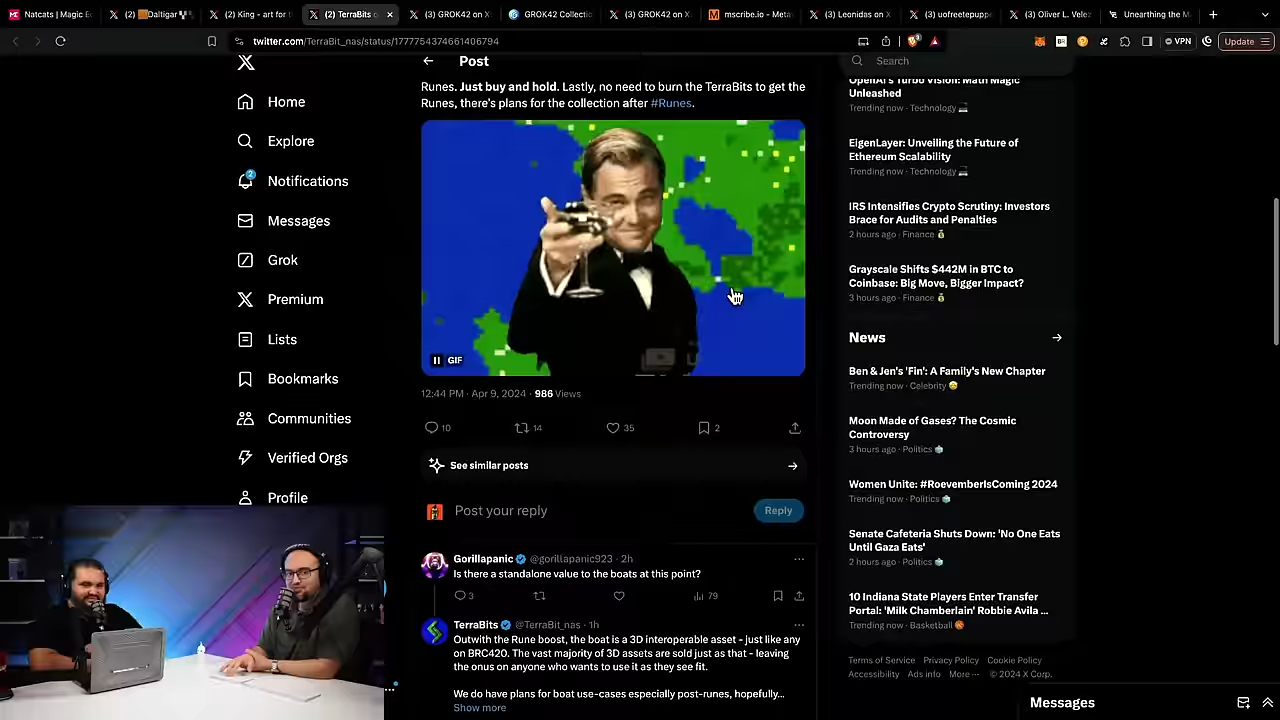 Natcats | Magic E
(2) Daltigar
(2) King - art for t
(2) TerraBits o
(3) GROK42 on X
GROK42 Collectio
(3) GROK42 on X
mscribe.io - Meta
(3) Leonidas on X
(3) uofreetpuppe
(3) Oliver L. Velez
Unearthing the M
twitter.com/TerraBit_nas/status/1777754374661406794
VPN
Update
Post
Search
Home
Explore
2
Notifications
Messages
Grok
Premium
Lists
Bookmarks
Communities
Verified Orgs
Profile
Runes. Just buy and hold. Lastly, no need to burn the TerraBits to get the
Runes, there's plans for the collection after #Runes.
GIF
12:44 PM · Apr 9, 2024 · 986 Views
10
14
35
2
See similar posts
Post your reply
Reply
Gorillapanic @gorillapanic923 · 2h
Is there a standalone value to the boats at this point?
3
79
TerraBits @TerraBit_nas · 1h
Outwith the Rune boost, the boat is a 3D interoperable asset - just like any
on BRC420. The vast majority of 3D assets are sold just as that - leaving
the onus on anyone who wants to use it as they see fit.
We do have plans for boat use-cases especially post-runes, hopefully...
Show more
OpenAI's Turbo Vision: Math Magic
Unleashed
Trending now · Technology
EigenLayer: Unveiling the Future of
Ethereum Scalability
Trending now · Technology
IRS Intensifies Crypto Scrutiny: Investors
Brace for Audits and Penalties
2 hours ago · Finance
Grayscale Shifts $442M in BTC to
Coinbase: Big Move, Bigger Impact?
3 hours ago · Finance
News
Ben & Jen's 'Fin': A Family's New Chapter
Trending now · Celebrity
Moon Made of Gases? The Cosmic
Controversy
3 hours ago · Politics
Women Unite: #RoevemberIsComing 2024
Trending now · Politics
Senate Cafeteria Shuts Down: 'No One Eats
Until Gaza Eats'
2 hours ago · Politics
10 Indiana State Players Enter Transfer
Portal: 'Milk Chamberlain' Robbie Avila ...
Trending now · Basketball
Terms of Service Privacy Policy Cookie Policy
Accessibility Ads info More ··· © 2024 X Corp.
Messages